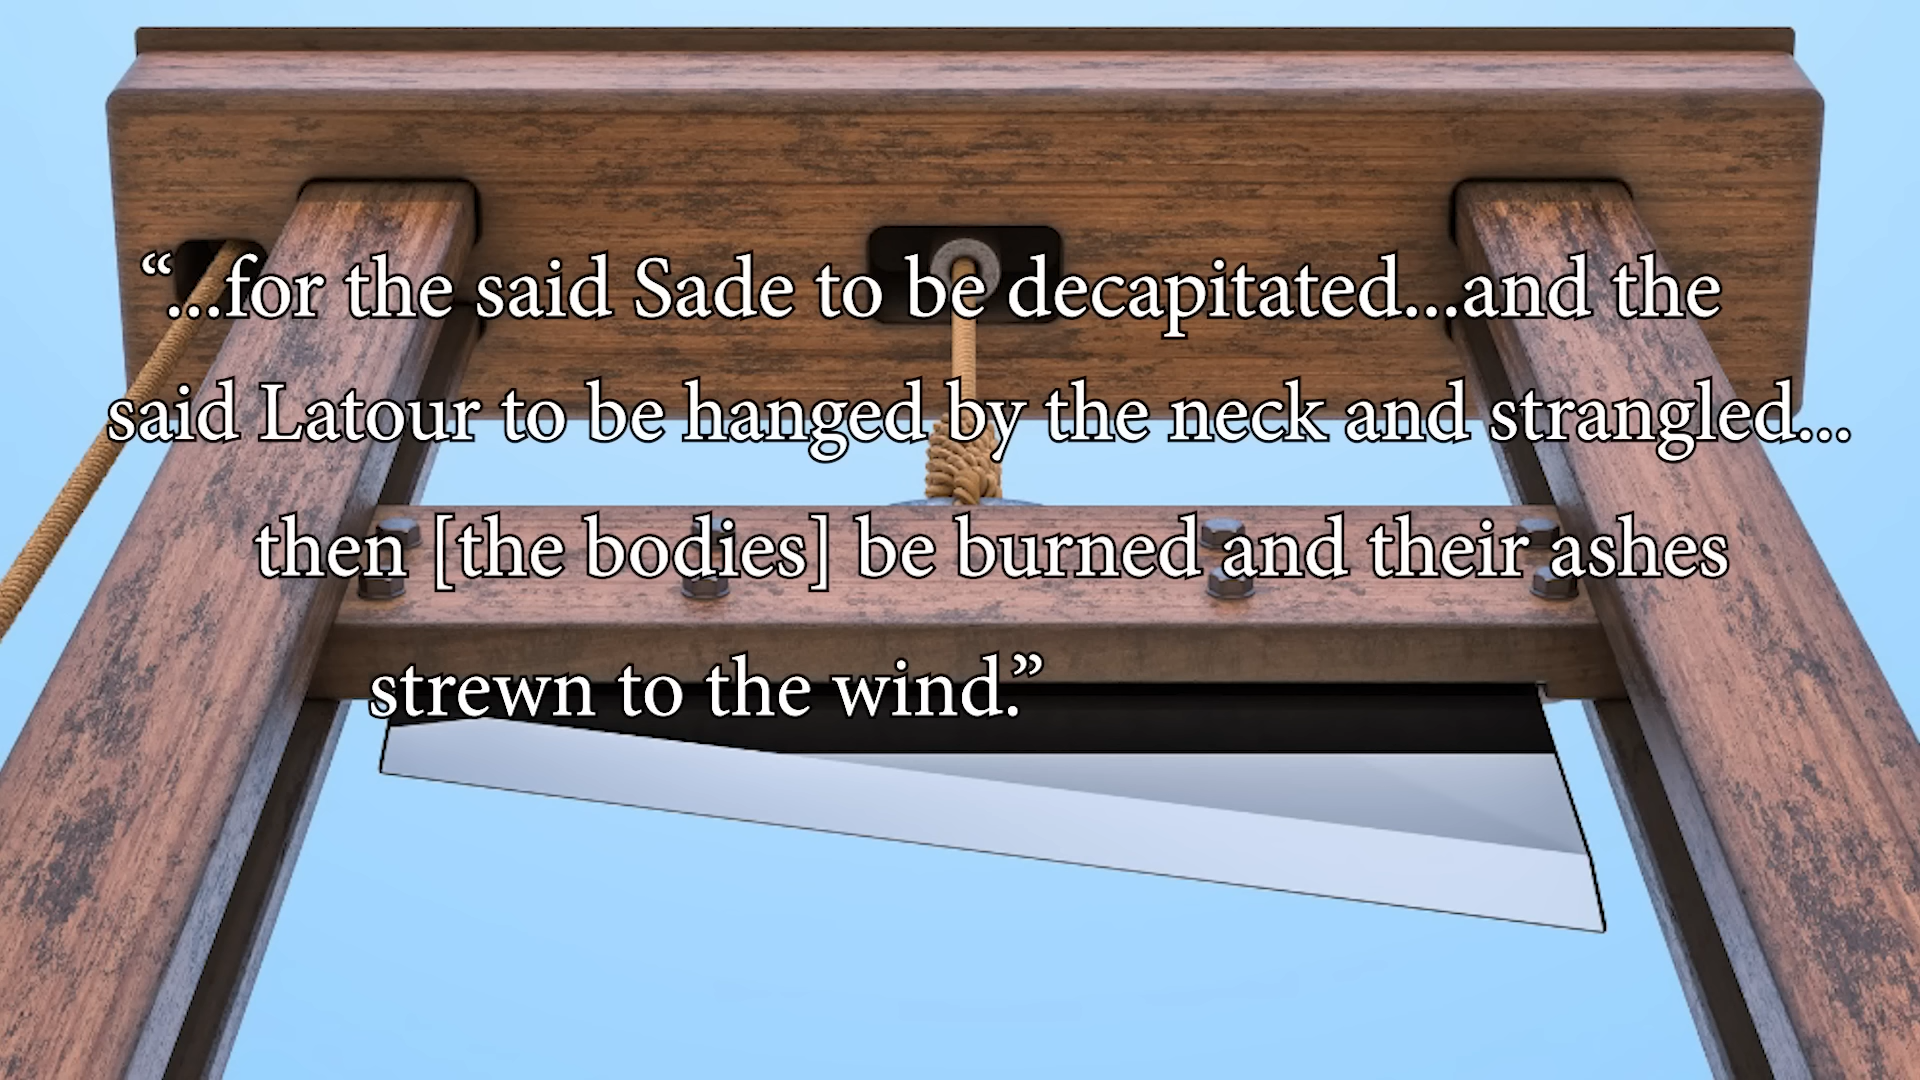 “...for the said Sade to be decapitated...and the
said Latour to be hanged by the neck and strangled...
then [the bodies] be burned and their ashes
strewn to the wind.”